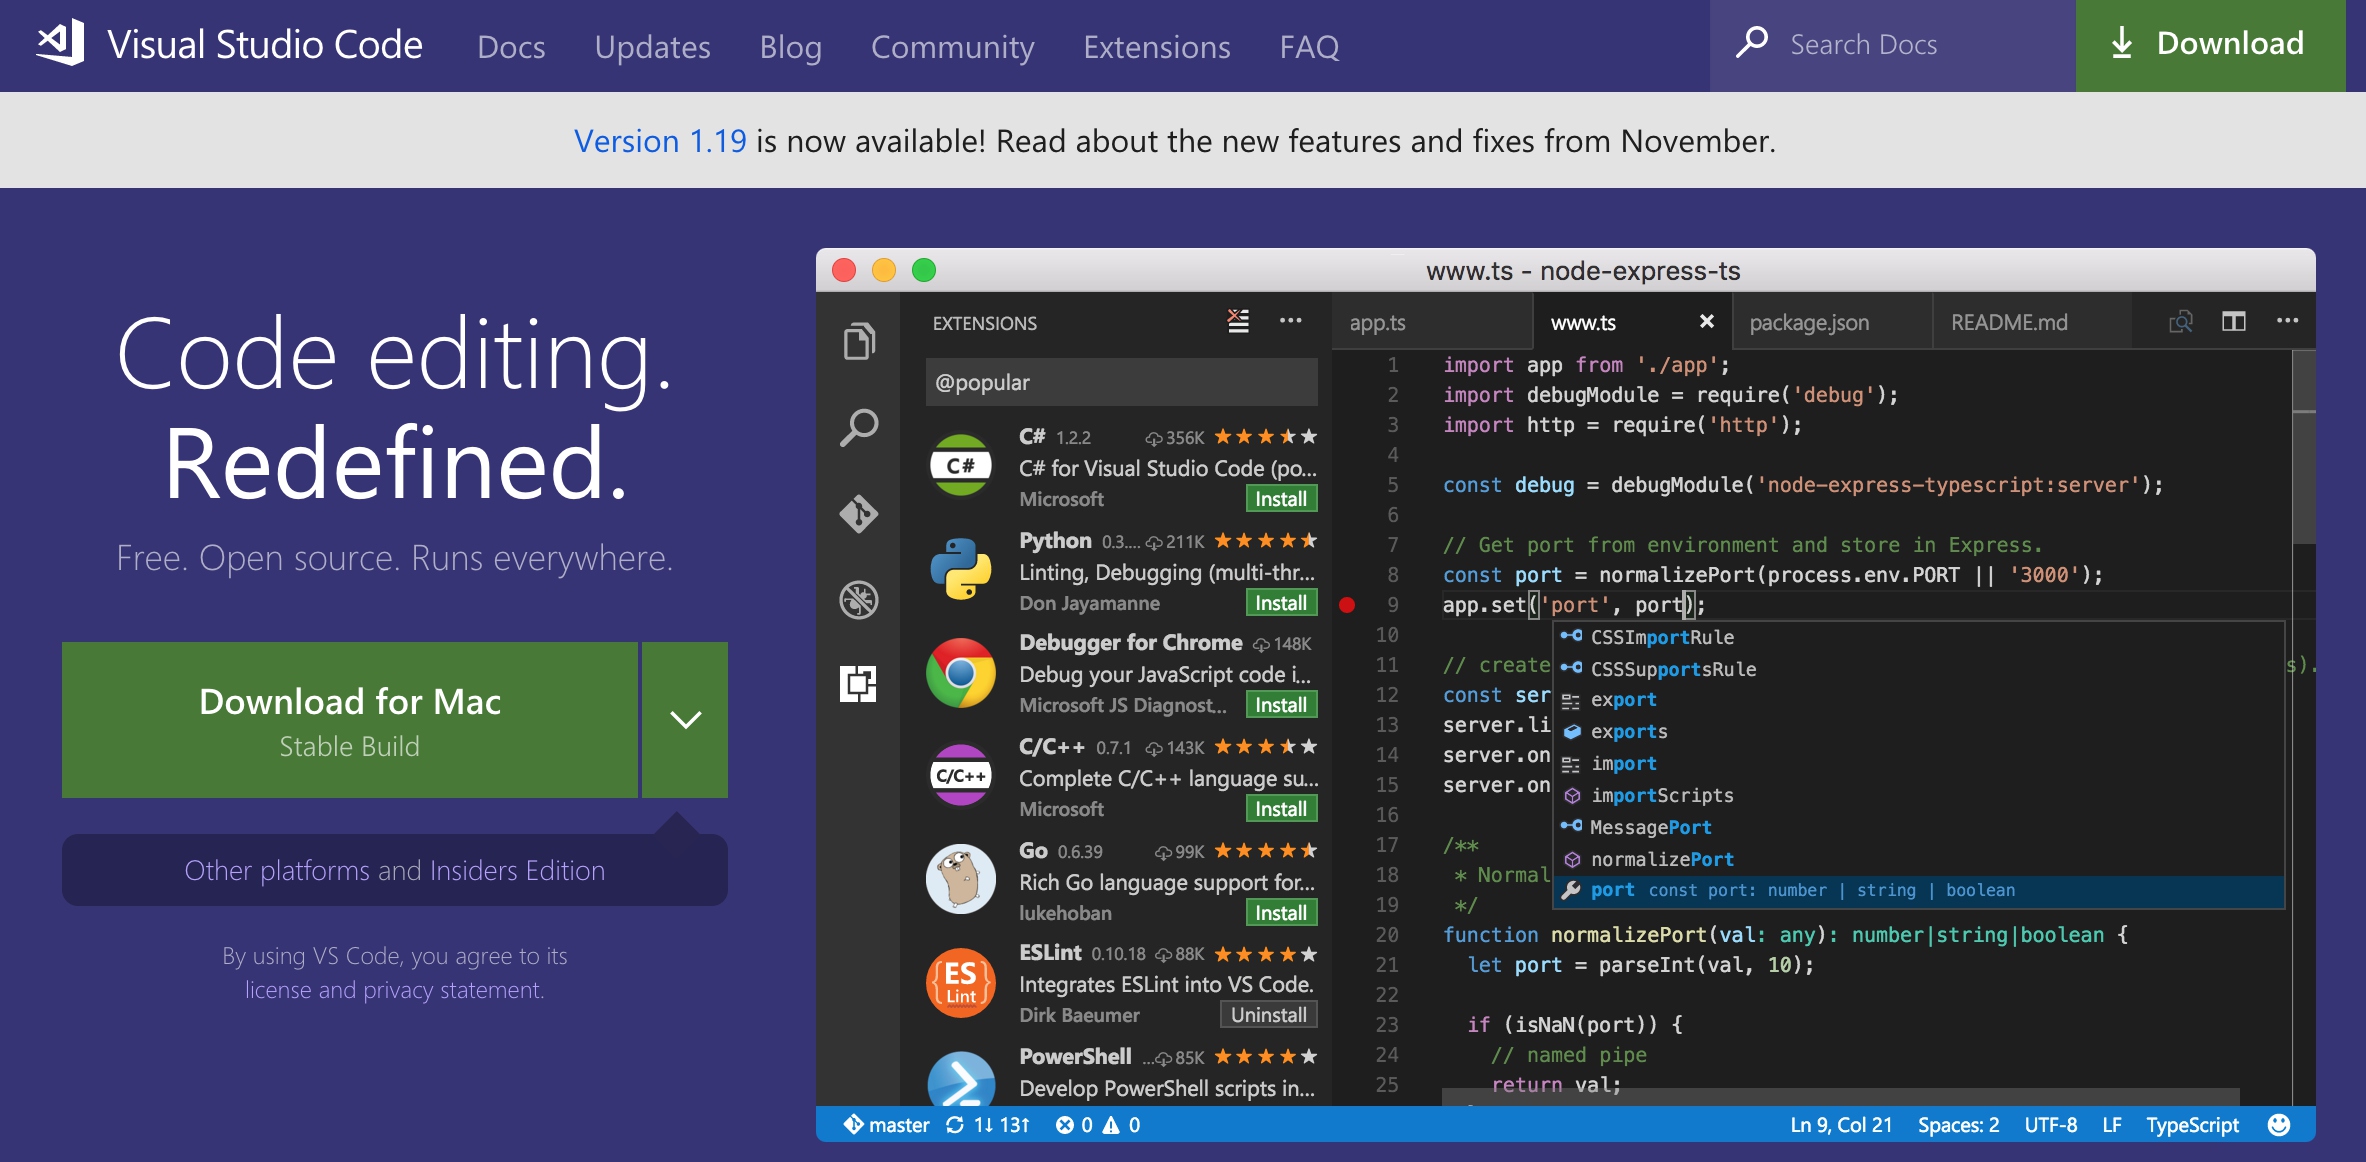 Visual Studio Code Docs Updates Blog Community Extensions FAQ Search Docs Download
Version 1.19 is now available! Read about the new features and fixes from November.
Code editing.
Redefined.
Free. Open source. Runs everywhere.
Download for Mac
Stable Build
Other platforms and Insiders Edition
By using VS Code, you agree to its
license and privacy statement.
www.ts - node-express-ts
EXTENSIONS
@popular
C# 1.2.2 356K
C#
C# for Visual Studio Code (po...
Microsoft Install
Python 0.3.... 211K
Linting, Debugging (multi-thr...
Don Jayamanne Install
Debugger for Chrome 148K
Debug your JavaScript code i...
Microsoft JS Diagnost... Install
C/C++ 0.7.1 143K
C/C++
Complete C/C++ language su...
Microsoft Install
Go 0.6.39 99K
Rich Go language support for...
lukehoban Install
ESLint 0.10.18 88K
{ES Lint}
Integrates ESLint into VS Code.
Dirk Baeumer Uninstall
PowerShell ... 85K
Develop PowerShell scripts in...
app.ts www.ts × package.json README.md ...
1 import app from './app';
2 import debugModule = require('debug');
3 import http = require('http');
4
5 const debug = debugModule('node-express-typescript:server');
6
7 // Get port from environment and store in Express.
8 const port = normalizePort(process.env.PORT || '3000');
9 app.set('port', port);
10
11 // create s).
12 const ser
13 server.li
14 server.on
15 server.on
16
17 /**
18 * Normal
19 */
20 function normalizePort(val: any): number|string|boolean {
21 let port = parseInt(val, 10);
22
23 if (isNaN(port)) {
24 // named pipe
25 return val;
CSSImportRule
CSSSupportsRule
export
exports
import
importScripts
MessagePort
normalizePort
port const port: number | string | boolean
master 1↓ 13↑ 0 0 Ln 9, Col 21 Spaces: 2 UTF-8 LF TypeScript